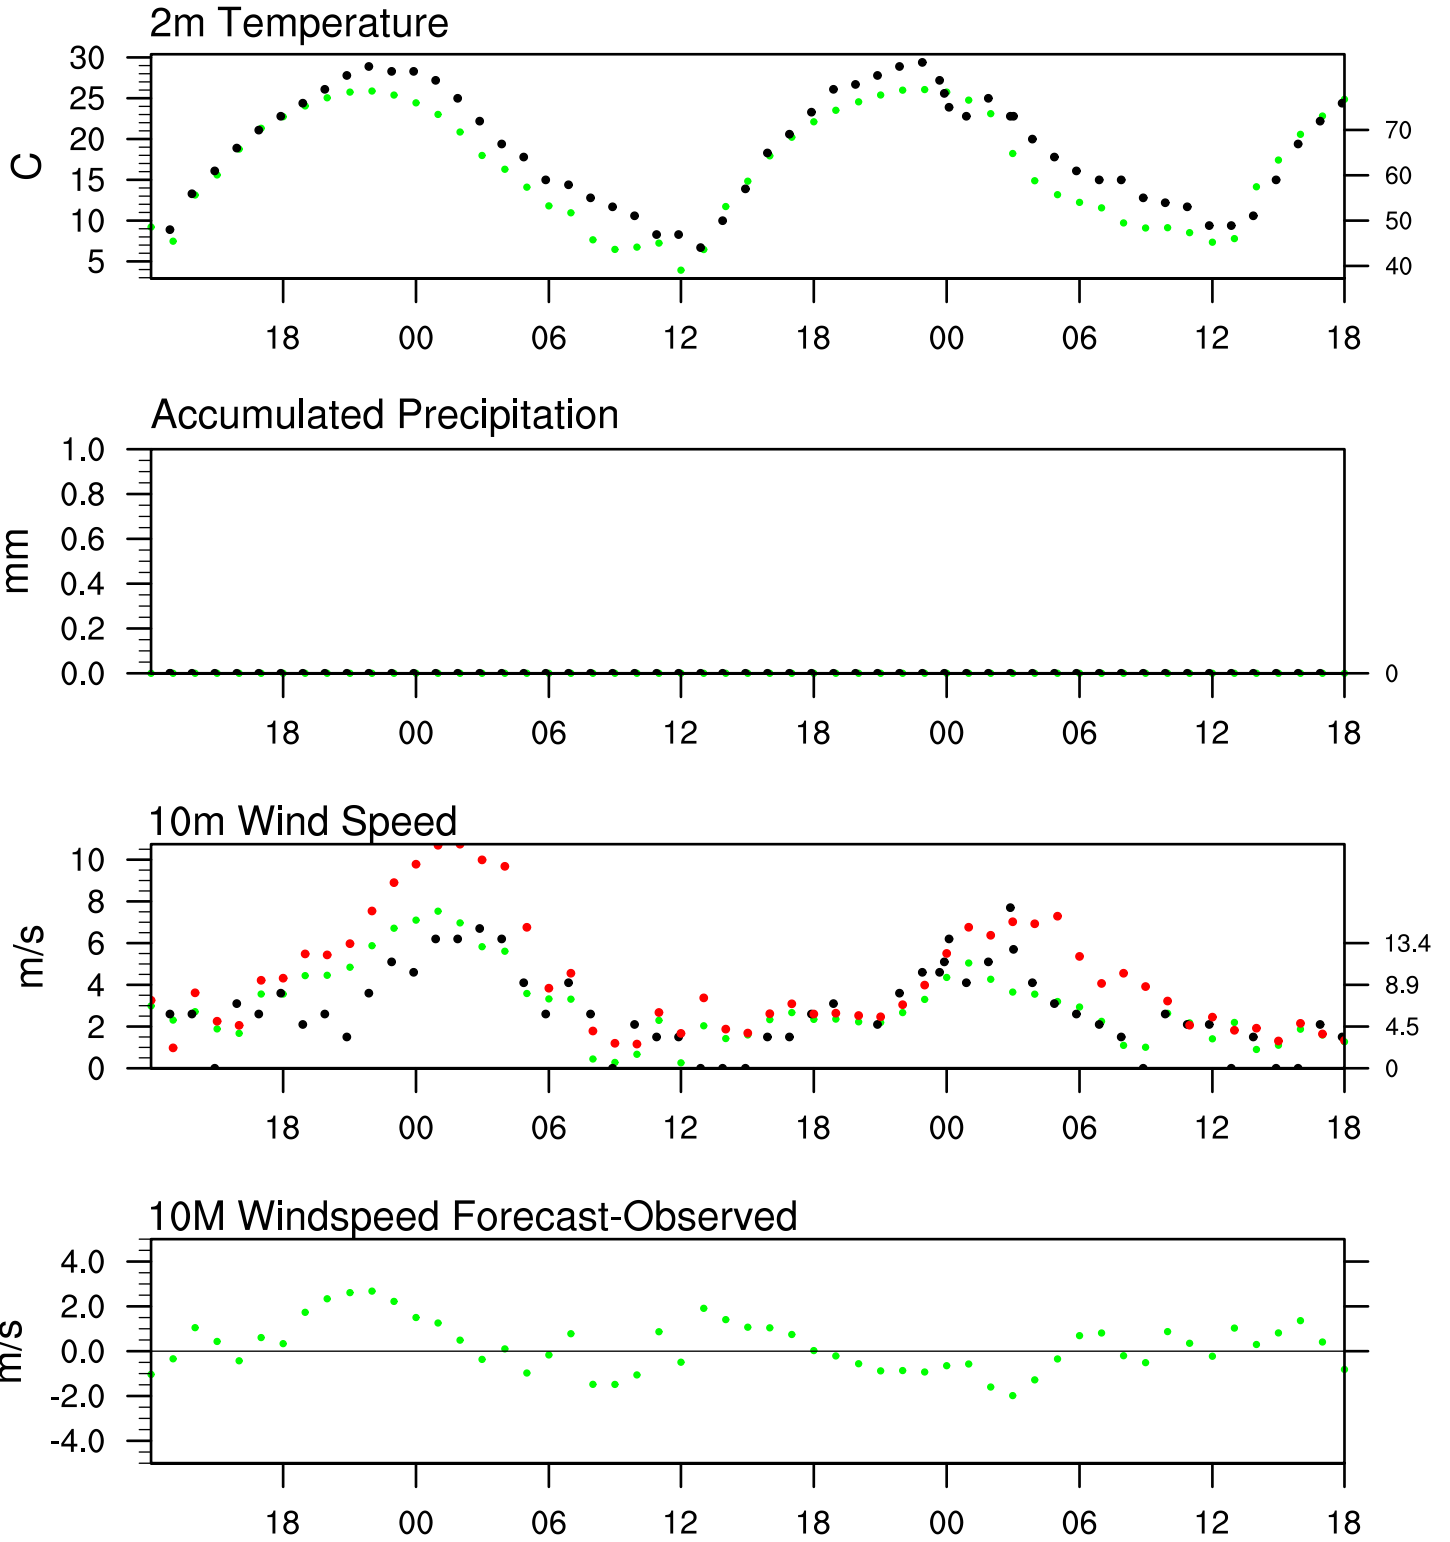 2m Temperature
30
25
20
15
10
5
C
70
60
50
40
18 00 06 12 18 00 06 12 18
Accumulated Precipitation
1.0
0.8
0.6
0.4
0.2
0.0
mm
0
18 00 06 12 18 00 06 12 18
10m Wind Speed
10
8
6
4
2
0
m/s
13.4
8.9
4.5
0
18 00 06 12 18 00 06 12 18
10M Windspeed Forecast-Observed
4.0
2.0
0.0
-2.0
-4.0
m/s
18 00 06 12 18 00 06 12 18